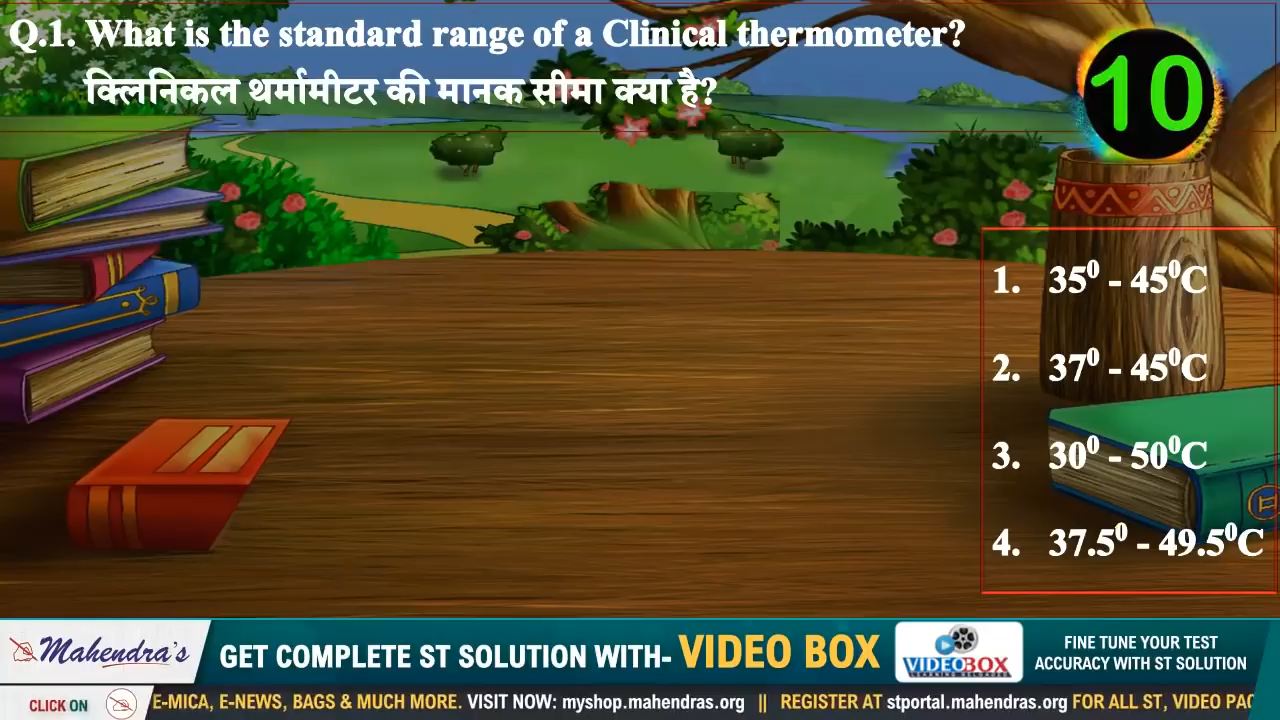 Q.1. What is the standard range of a Clinical thermometer?
क्लिनिकल थर्मामीटर की मानक सीमा क्या है?
10
1. 35⁰ - 45⁰C
2. 37⁰ - 45⁰C
3. 30⁰ - 50⁰C
4. 37.5⁰ - 49.5⁰C
Mahendra's
GET COMPLETE ST SOLUTION WITH- VIDEO BOX
VIDEOBOX
LEARNING RELOADED
FINE TUNE YOUR TEST
ACCURACY WITH ST SOLUTION
CLICK ON
E-MICA, E-NEWS, BAGS & MUCH MORE. VISIT NOW: myshop.mahendras.org || REGISTER AT stportal.mahendras.org FOR ALL ST, VIDEO PAC